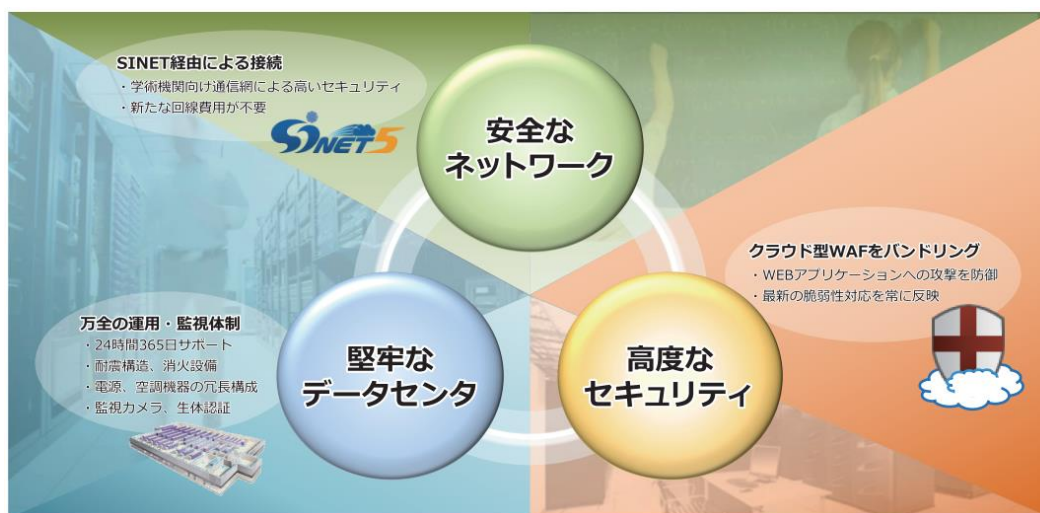 SINET経由による接続
・学術機関向け通信網による高いセキュリティ
・新たな回線費用が不要
SINET5
安全な
ネットワーク
クラウド型WAFをバンドリング
・WEBアプリケーションへの攻撃を防御
・最新の脆弱性対応を常に反映
万全の運用・監視体制
・24時間365日サポート
・耐震構造、消火設備
・電源、空調機器の冗長構成
・監視カメラ、生体認証
堅牢な
データセンタ
高度な
セキュリティ